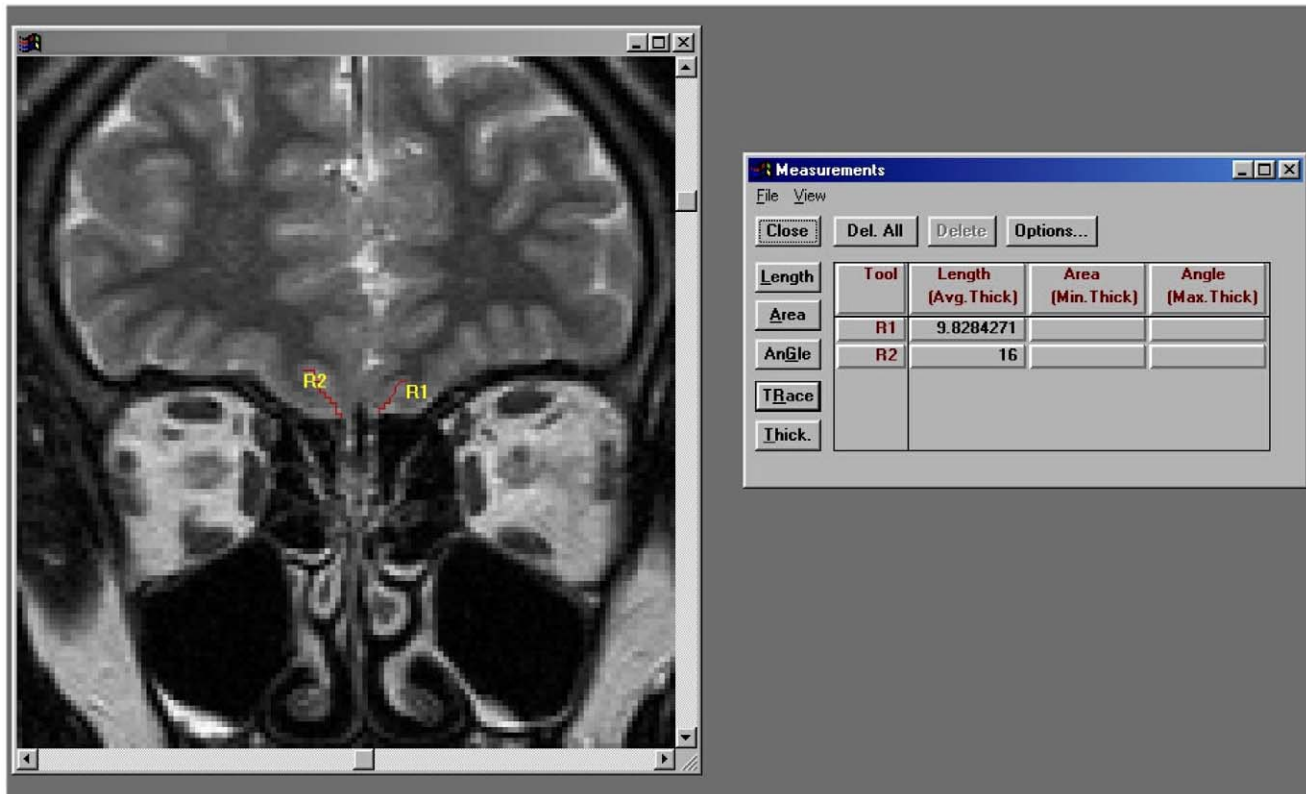 R2 R1
Measurements
File View
Close Del. All Delete Options...
Length
Area
AnGle
TRace
Thick.
Tool Length (Avg.Thick) Area (Min.Thick) Angle (Max.Thick)
R1 9.8284271
R2 16